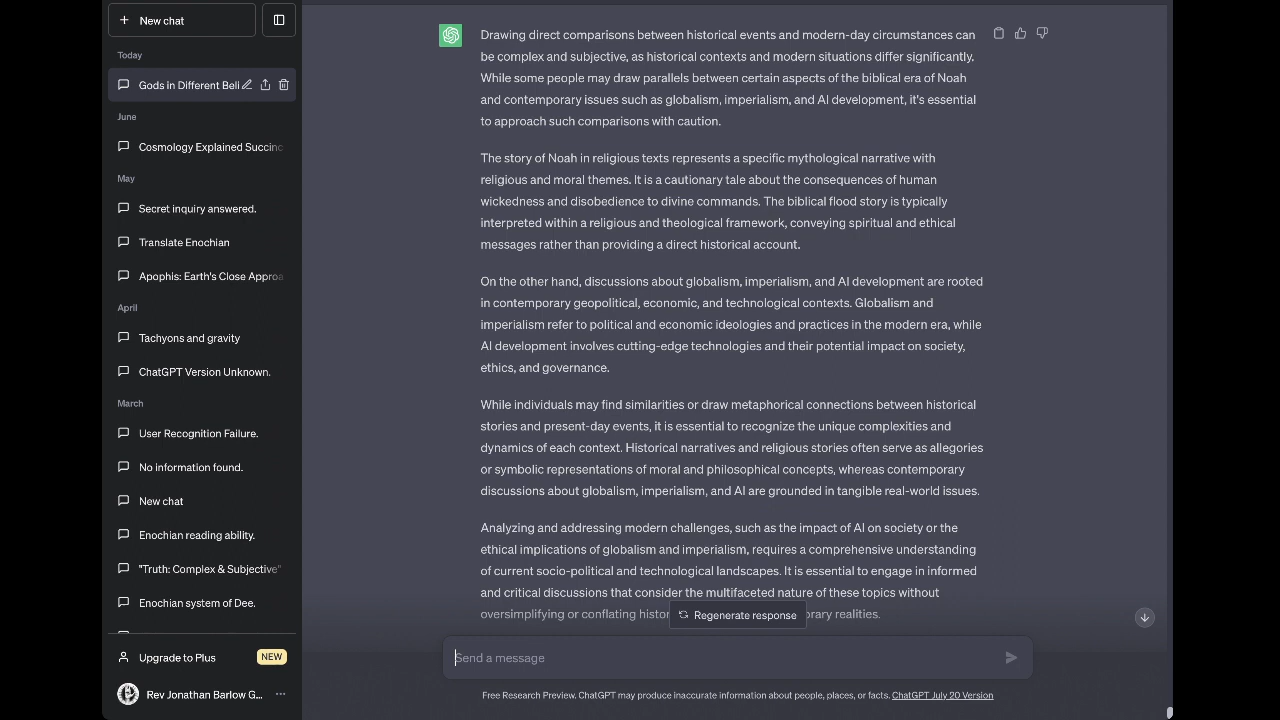 New chat
Today
Gods in Different Beli
June
Cosmology Explained Succinc
May
Secret inquiry answered.
Translate Enochian
Apophis: Earth's Close Approa
April
Tachyons and gravity
ChatGPT Version Unknown.
March
User Recognition Failure.
No information found.
New chat
Enochian reading ability.
"Truth: Complex & Subjective"
Enochian system of Dee.
Upgrade to Plus NEW
Rev Jonathan Barlow G...
Drawing direct comparisons between historical events and modern-day circumstances can
be complex and subjective, as historical contexts and modern situations differ significantly.
While some people may draw parallels between certain aspects of the biblical era of Noah
and contemporary issues such as globalism, imperialism, and AI development, it's essential
to approach such comparisons with caution.
The story of Noah in religious texts represents a specific mythological narrative with
religious and moral themes. It is a cautionary tale about the consequences of human
wickedness and disobedience to divine commands. The biblical flood story is typically
interpreted within a religious and theological framework, conveying spiritual and ethical
messages rather than providing a direct historical account.
On the other hand, discussions about globalism, imperialism, and AI development are rooted
in contemporary geopolitical, economic, and technological contexts. Globalism and
imperialism refer to political and economic ideologies and practices in the modern era, while
AI development involves cutting-edge technologies and their potential impact on society,
ethics, and governance.
While individuals may find similarities or draw metaphorical connections between historical
stories and present-day events, it is essential to recognize the unique complexities and
dynamics of each context. Historical narratives and religious stories often serve as allegories
or symbolic representations of moral and philosophical concepts, whereas contemporary
discussions about globalism, imperialism, and AI are grounded in tangible real-world issues.
Analyzing and addressing modern challenges, such as the impact of AI on society or the
ethical implications of globalism and imperialism, requires a comprehensive understanding
of current socio-political and technological landscapes. It is essential to engage in informed
and critical discussions that consider the multifaceted nature of these topics without
oversimplifying or conflating histor orary realities.
Regenerate response
Send a message
Free Research Preview. ChatGPT may produce inaccurate information about people, places, or facts. ChatGPT July 20 Version